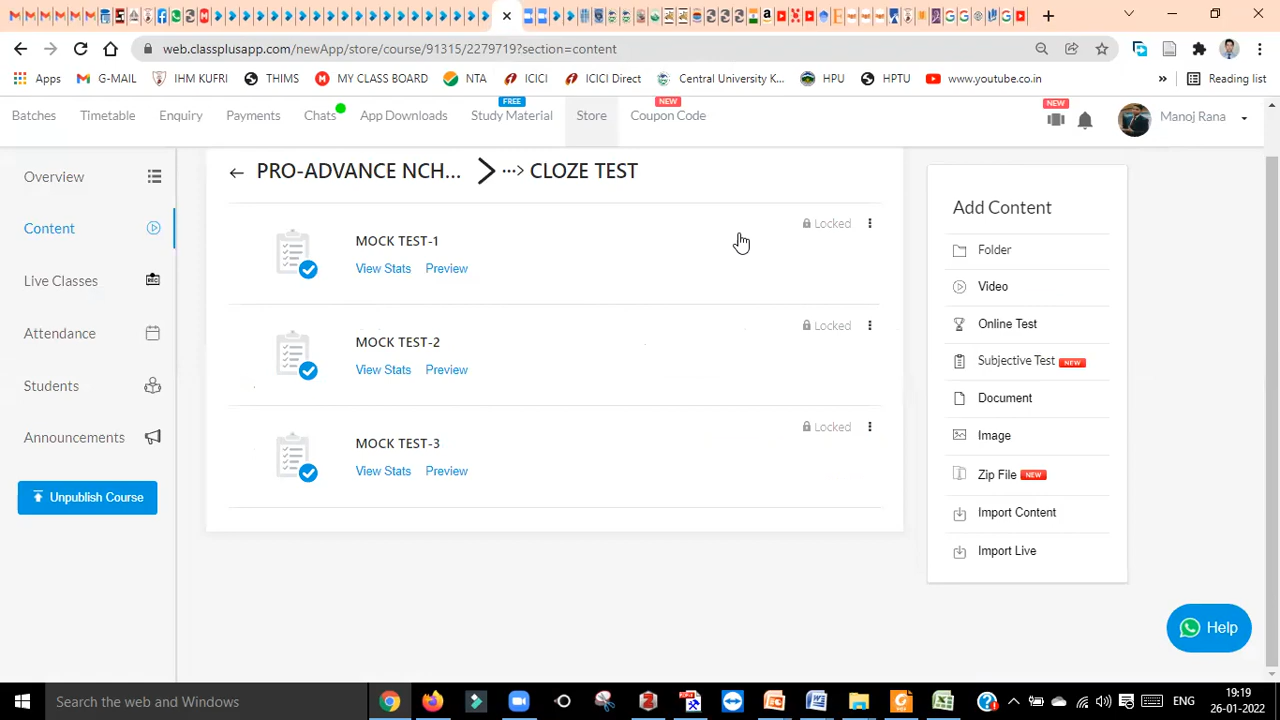 web.classplusapp.com/newApp/store/course/91315/2279719?section=content
Apps G-MAIL IHM KUFRI THIMS MY CLASS BOARD NTA ICICI ICICI Direct Central University K... HPU HPTU www.youtube.co.in » Reading list
FREE NEW NEW
Batches Timetable Enquiry Payments Chats App Downloads Study Material Store Coupon Code Manoj Rana
Overview
Content
Live Classes
REC
Attendance
Students
Announcements
Unpublish Course
PRO-ADVANCE NCH... CLOZE TEST
MOCK TEST-1 Locked
View Stats Preview
MOCK TEST-2 Locked
View Stats Preview
MOCK TEST-3 Locked
View Stats Preview
Add Content
Folder
Video
Online Test
Subjective Test NEW
Document
Image
Zip File NEW
Import Content
Import Live
Help
Search the web and Windows
ENG
19:19
26-01-2022